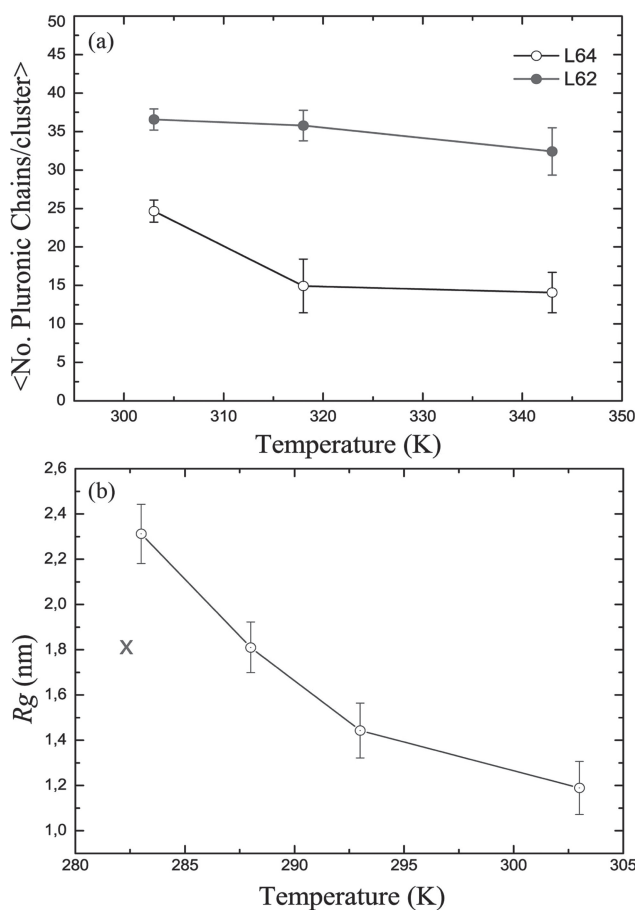 (a)
L64
L62
50
45
40
35
30
25
20
15
10
5
0
<No. Pluronic Chains/cluster>
300 310 320 330 340 350
Temperature (K)
(b)
2,6
2,4
2,2
2,0
1,8
1,6
1,4
1,2
1,0
Rg (nm)
x
280 285 290 295 300 305
Temperature (K)